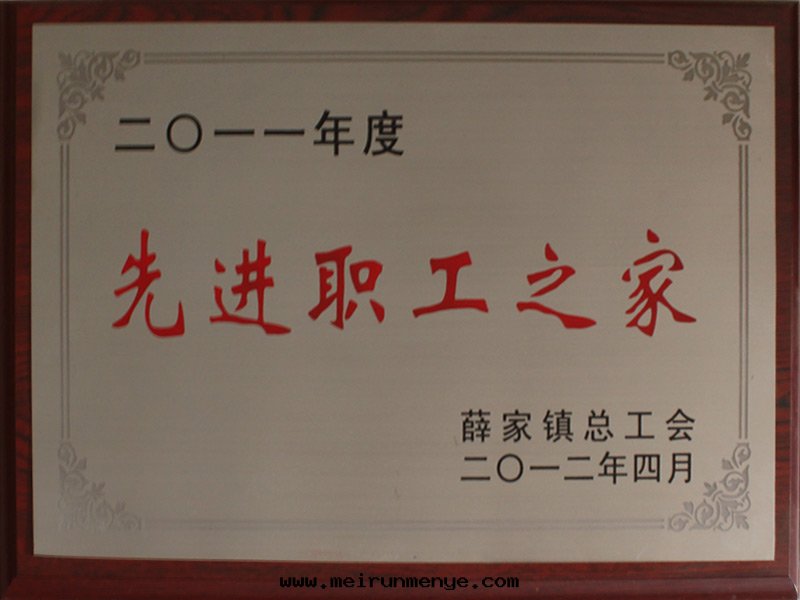 二〇一一年度
先进职工之家
薛家镇总工会
二〇一二年四月
www.meirunmenye.com